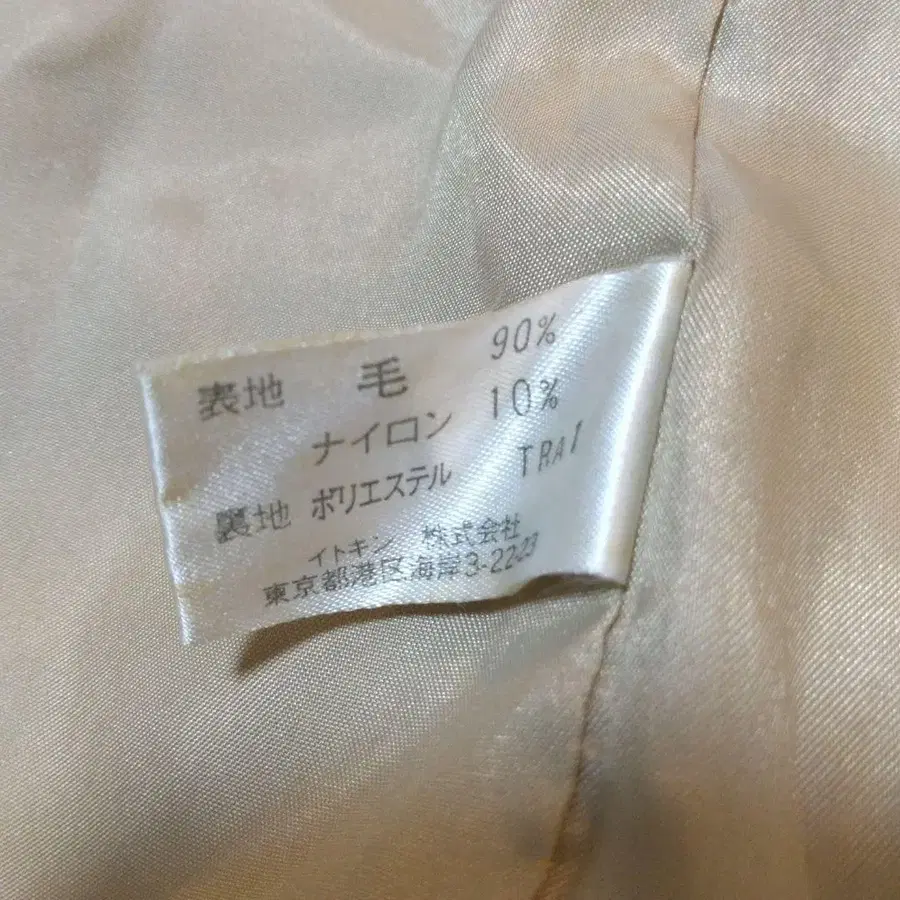 表地 毛 90%
ナイロン 10%
裏地 ポリエステル TRAI
イトキン 株式会社
東京都港区海岸3-22-23